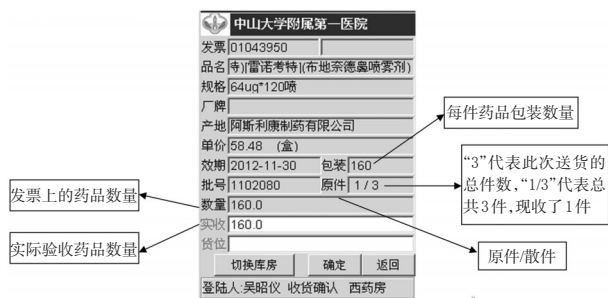 中山大学附属第一医院
发票 01043950
品名 寺)[雷诺考特](布地奈德鼻喷雾剂)
规格 64ug*120喷
厂牌
产地 阿斯利康制药有限公司
单价 58.48 (盒)
效期 2012-11-30 包装 160
批号 1102080 原件 1 / 3
数量 160.0
实收 160.0
货位
切换库房 确定 返回
登陆人:吴昭仪 收货确认 西药房
发票上的药品数量
实际验收药品数量
每件药品包装数量
“3”代表此次送货的
总件数,“1/3”代表总
共3件,现收了1件
原件/散件